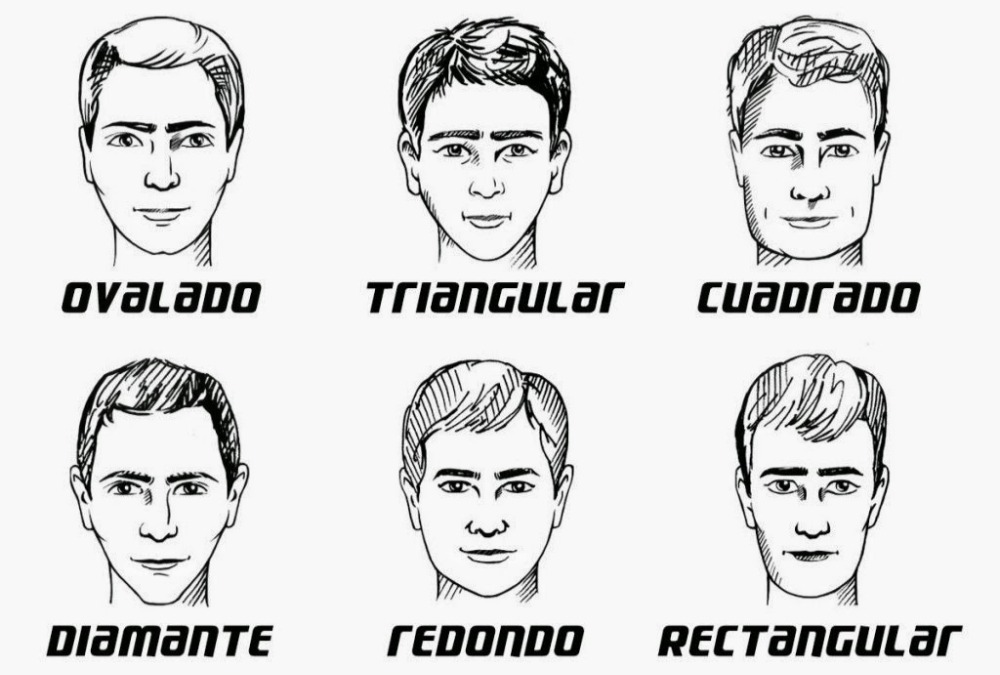 OVALADO
TRIANGULAR
CUADRADO
DIAMANTE
REDONDO
RECTANGULAR